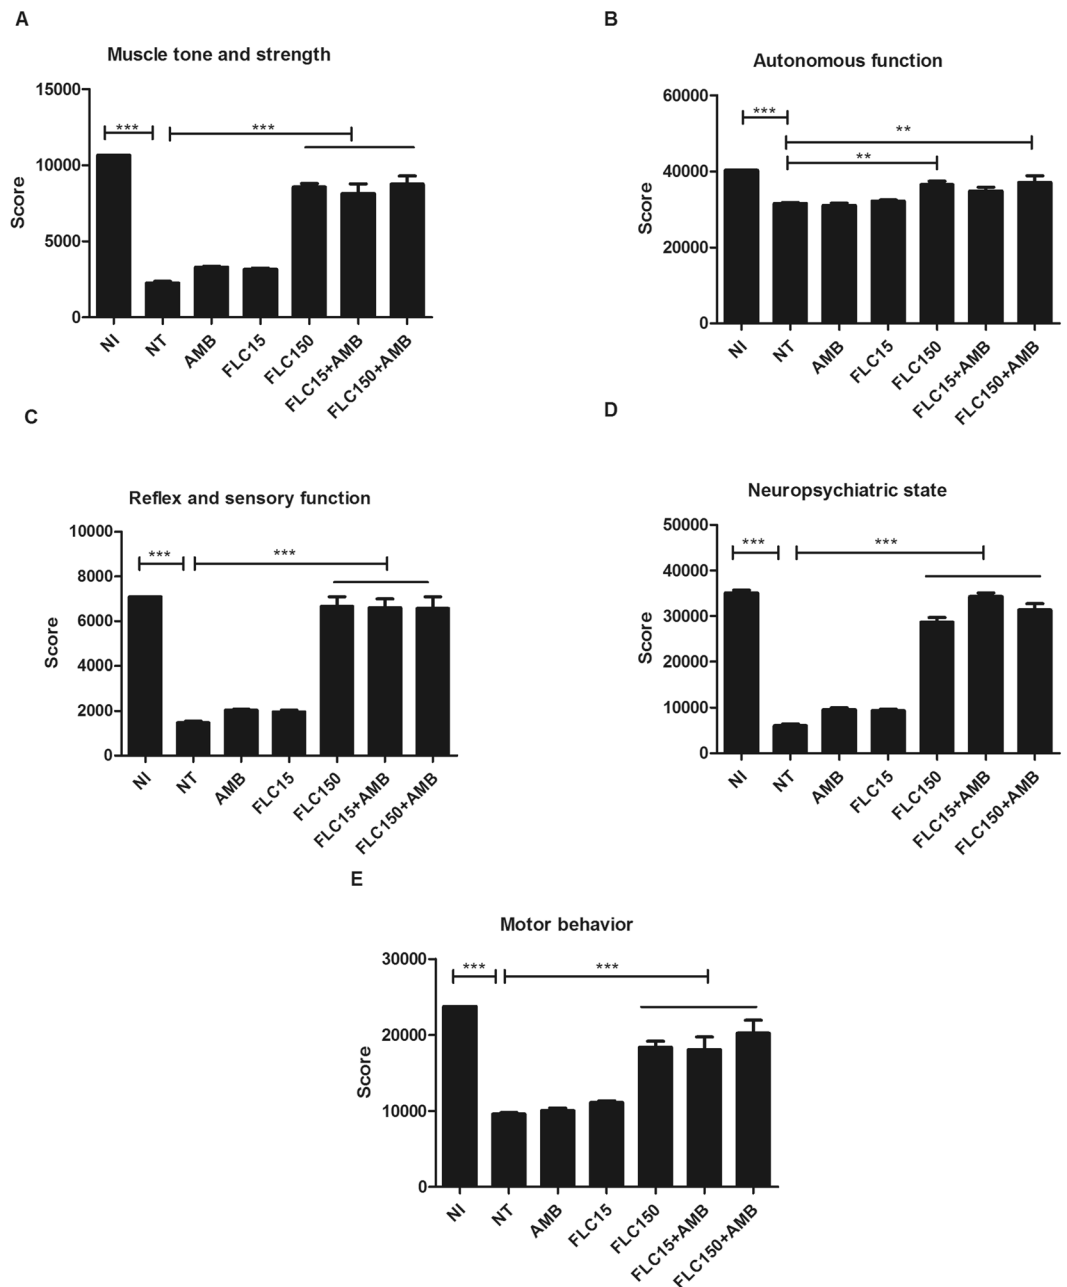 A
Muscle tone and strength
15000
10000
5000
0
Score
***
***
NI
NT
AMB
FLC15
FLC150
FLC15+AMB
FLC150+AMB
B
Autonomous function
60000
40000
20000
0
Score
***
**
**
NI
NT
AMB
FLC15
FLC150
FLC15+AMB
FLC150+AMB
C
Reflex and sensory function
10000
8000
6000
4000
2000
0
Score
***
***
NI
NT
AMB
FLC15
FLC150
FLC15+AMB
FLC150+AMB
D
Neuropsychiatric state
50000
40000
30000
20000
10000
0
Score
***
***
NI
NT
AMB
FLC15
FLC150
FLC15+AMB
FLC150+AMB
E
Motor behavior
30000
20000
10000
0
Score
***
***
NI
NT
AMB
FLC15
FLC150
FLC15+AMB
FLC150+AMB